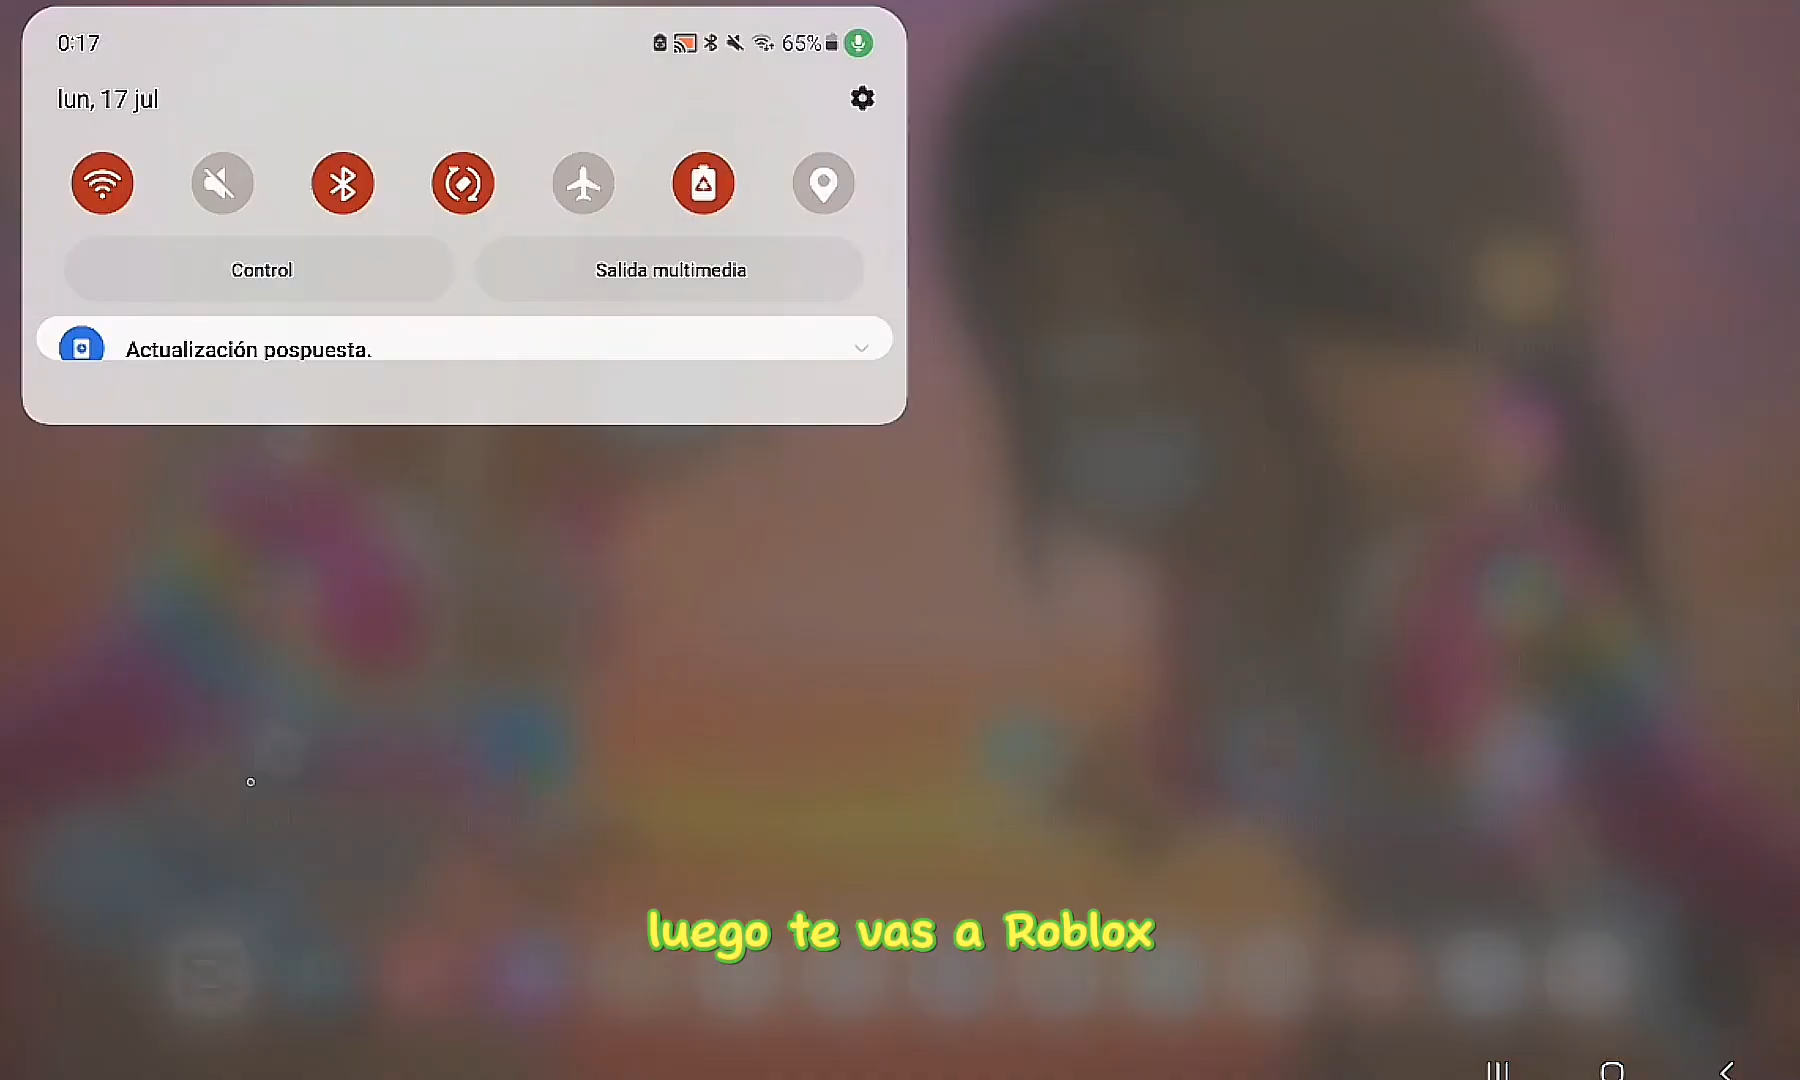 0:17
65%
lun, 17 jul
Control
Salida multimedia
Actualización pospuesta.
luego te vas a Roblox